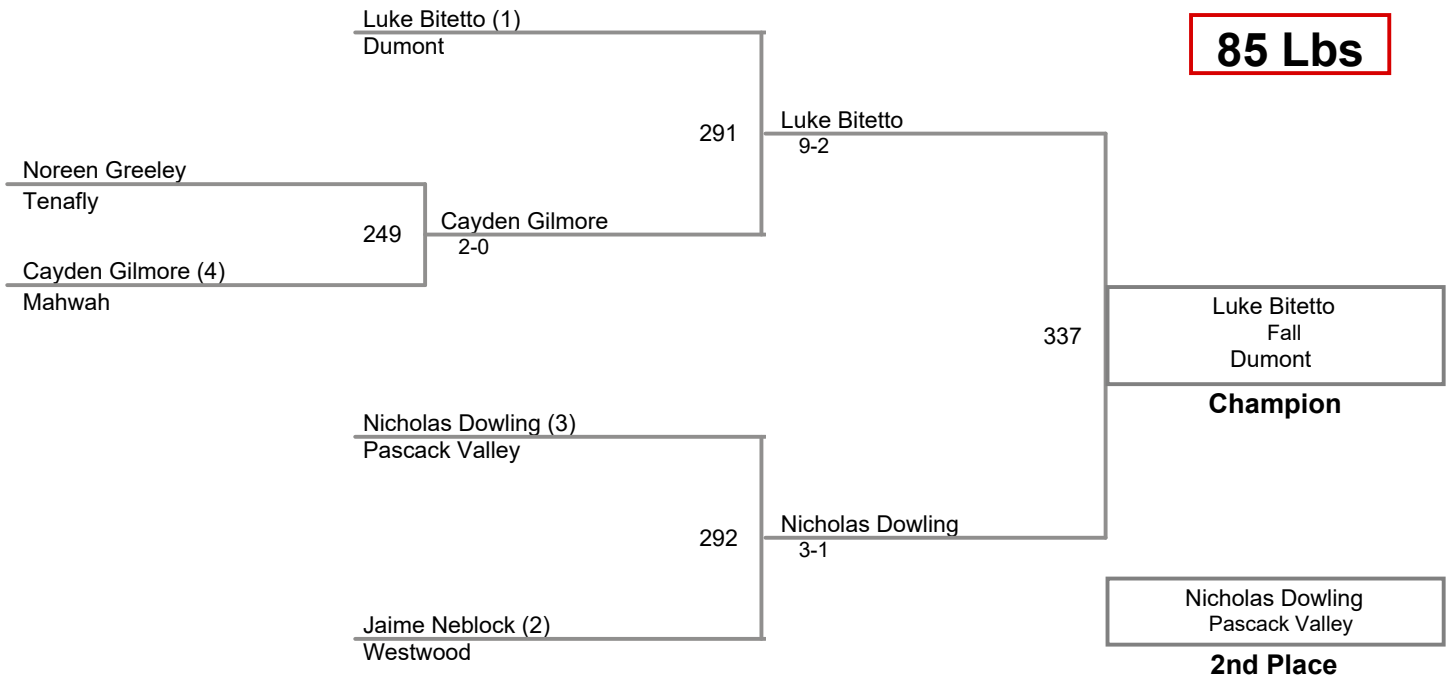 Luke Bitetto (1)
Dumont
85 Lbs
291
Luke Bitetto
9-2
Noreen Greeley
Tenafly
249
Cayden Gilmore
2-0
Cayden Gilmore (4)
Mahwah
337
Luke Bitetto
Fall
Dumont
Champion
Nicholas Dowling (3)
Pascack Valley
292
Nicholas Dowling
3-1
Jaime Neblock (2)
Westwood
Nicholas Dowling
Pascack Valley
2nd Place